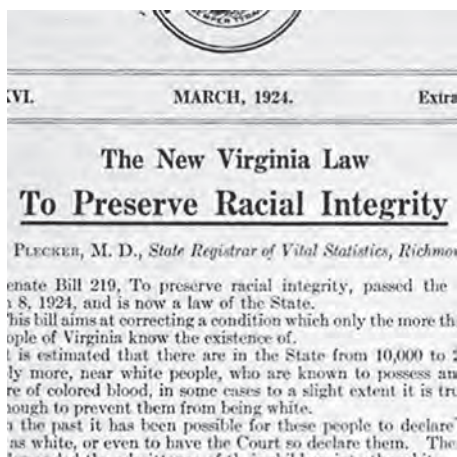 SEMPER TYRA
XVI.    MARCH, 1924.    Extra
The New Virginia Law
To Preserve Racial Integrity
PLECKER, M. D., State Registrar of Vital Statistics, Richmo
enate Bill 219, To preserve racial integrity, passed the
h 8, 1924, and is now a law of the State.
his bill aims at correcting a condition which only the more th
ople of Virginia know the existence of.
t is estimated that there are in the State from 10,000 to 2
ly more, near white people, who are known to possess an
re of colored blood, in some cases to a slight extent it is tru
nough to prevent them from being white.
n the past it has been possible for these people to declare
as white, or even to have the Court so declare them. The